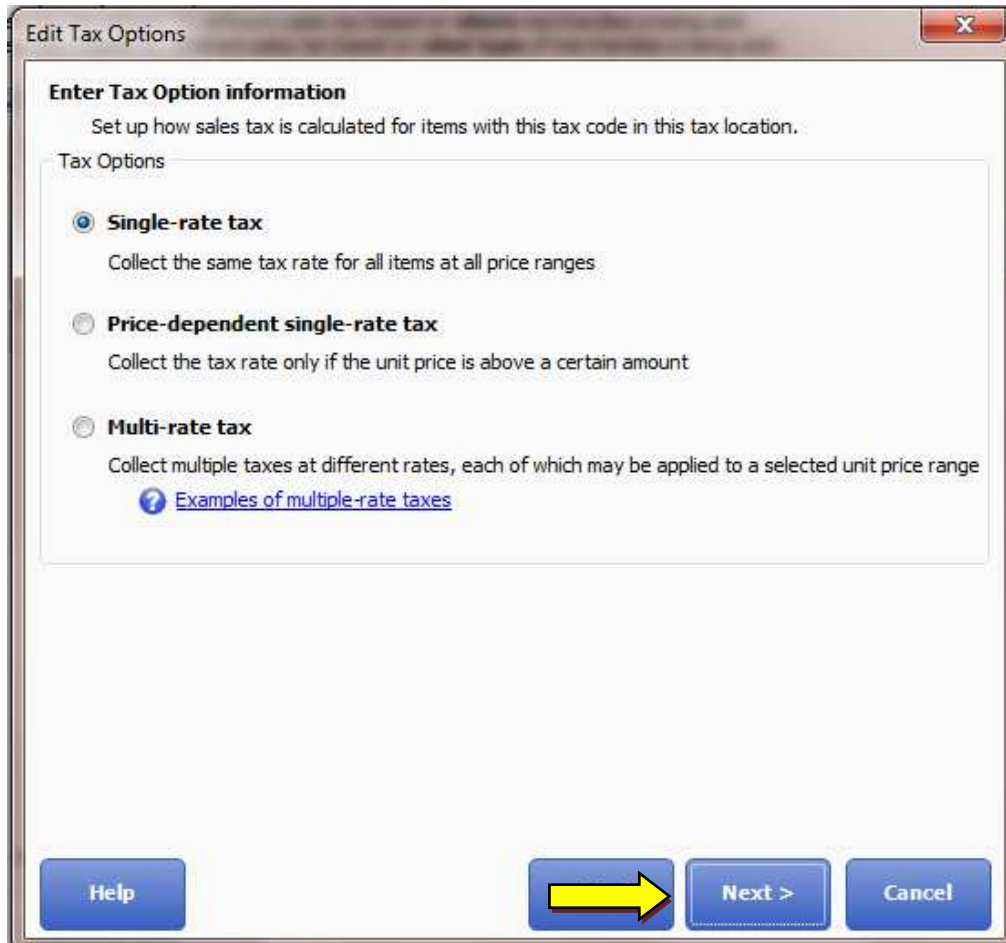 Edit Tax Options
X
Enter Tax Option information
Set up how sales tax is calculated for items with this tax code in this tax location.
Tax Options
Single-rate tax
Collect the same tax rate for all items at all price ranges
Price-dependent single-rate tax
Collect the tax rate only if the unit price is above a certain amount
Multi-rate tax
Collect multiple taxes at different rates, each of which may be applied to a selected unit price range
? Examples of multiple-rate taxes
Help
Next >
Cancel